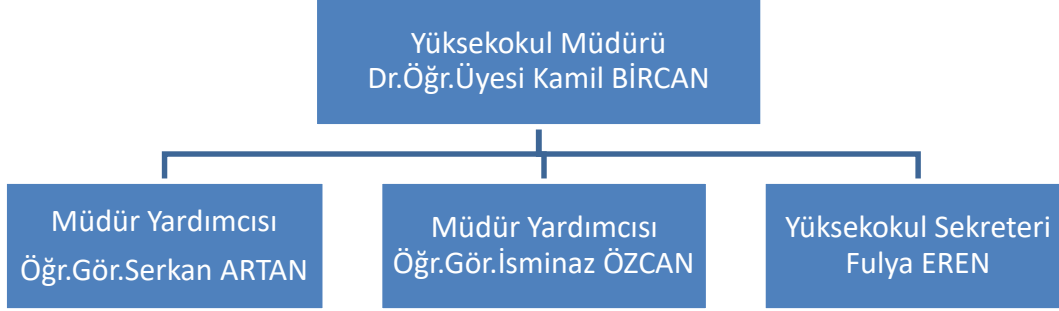 Yüksekokul Müdürü
Dr.Öğr.Üyesi Kamil BİRCAN
Müdür Yardımcısı
Öğr.Gör.Serkan ARTAN
Müdür Yardımcısı
Öğr.Gör.İsminaz ÖZCAN
Yüksekokul Sekreteri
Fulya EREN